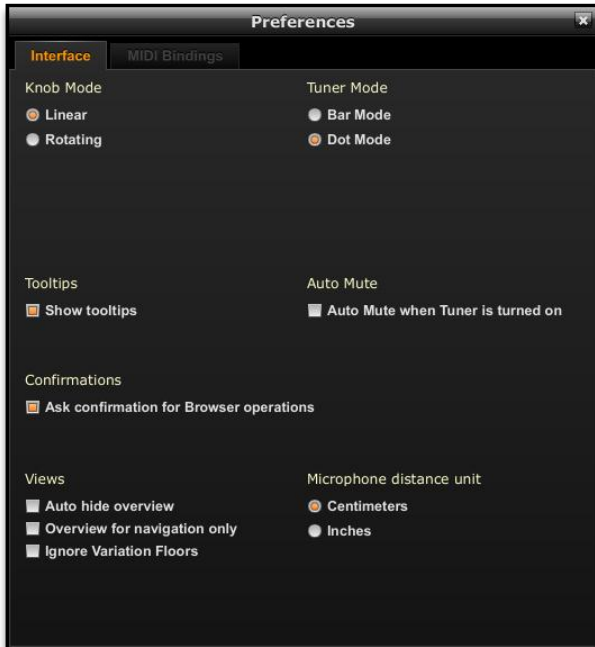 Preferences
Interface
MIDI Bindings
Knob Mode
Linear
Rotating
Tuner Mode
Bar Mode
Dot Mode
Tooltips
Show tooltips
Auto Mute
Auto Mute when Tuner is turned on
Confirmations
Ask confirmation for Browser operations
Views
Auto hide overview
Overview for navigation only
Ignore Variation Floors
Microphone distance unit
Centimeters
Inches